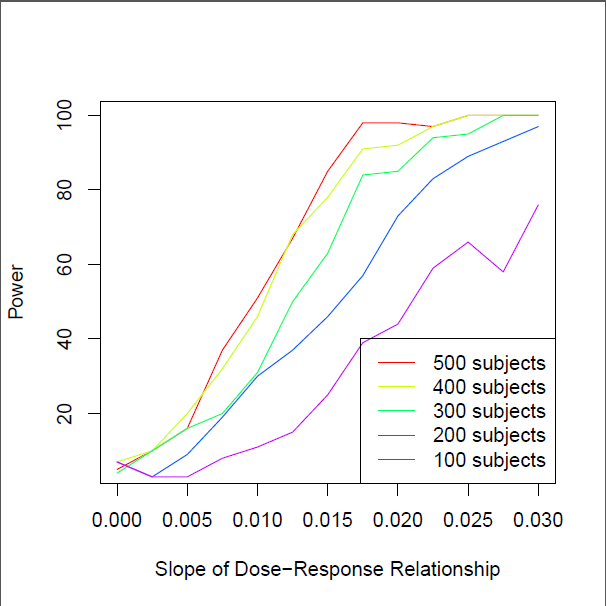 100
80
60
40
20
Power
500 subjects
400 subjects
300 subjects
200 subjects
100 subjects
0.000 0.005 0.010 0.015 0.020 0.025 0.030
Slope of Dose−Response Relationship